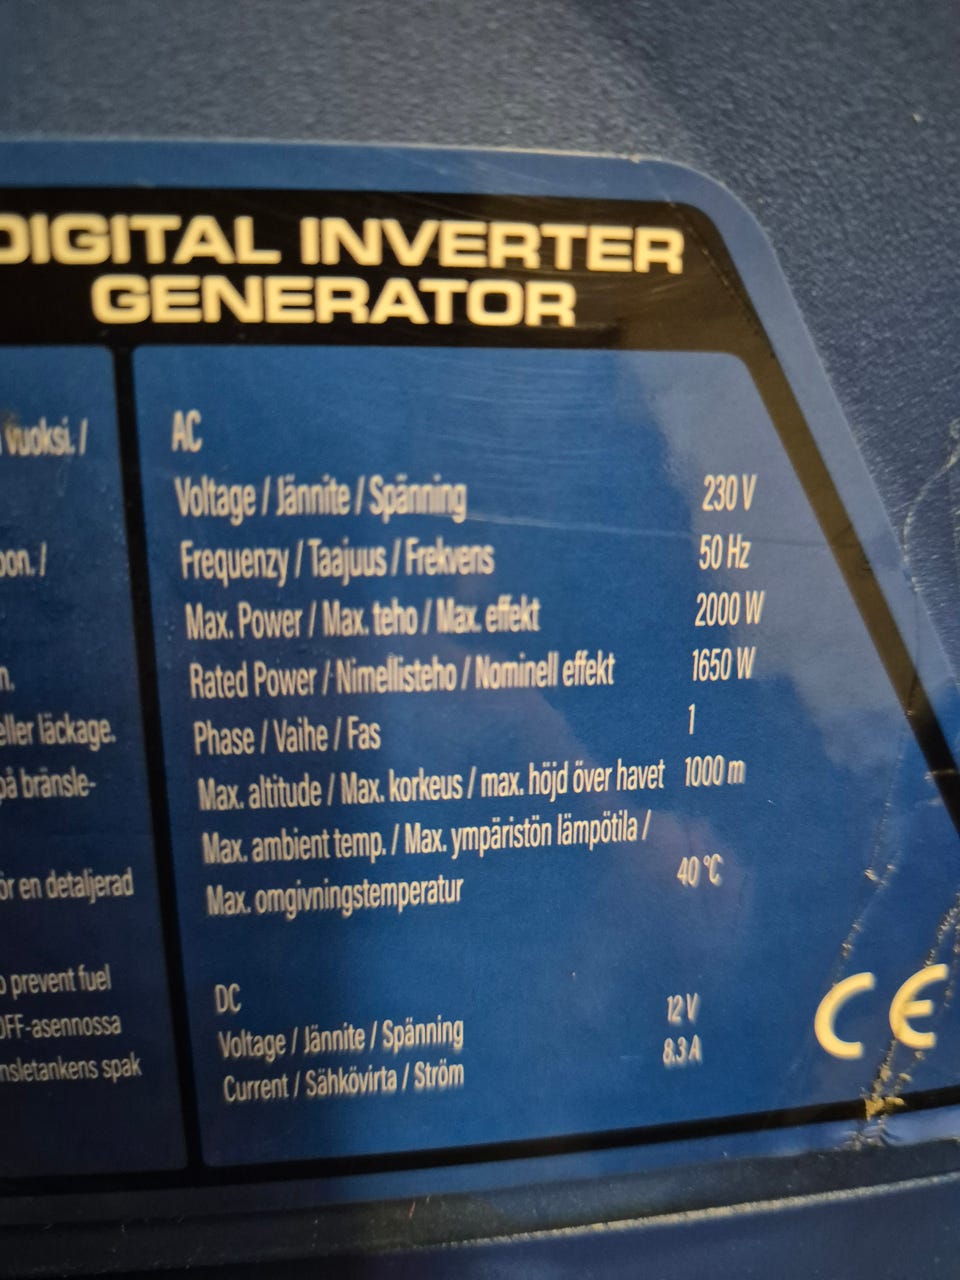 DIGITAL INVERTER
GENERATOR
vuoksi. /
/
eller läckage.
på bränsle-
för en detaljerad
prevent fuel
OFF-asennossa
spak
AC
Voltage / Jännite / Spänning 230 V
Frequenzy / Taajuus / Frekvens 50 Hz
Max. Power / Max. teho / Max. effekt 2000 W
Rated Power / Nimellisteho / Nominell effekt 1650 W
Phase / Vaihe / Fas 1
Max. altitude / Max. korkeus / max. höjd över havet 1000 m
Max. ambient temp. / Max. ympäristön lämpötila /
Max. omgivningstemperatur 40 °C
DC
Voltage / Jännite / Spänning 12 V
Current / Sähkövirta / Ström 8.3 A
CE